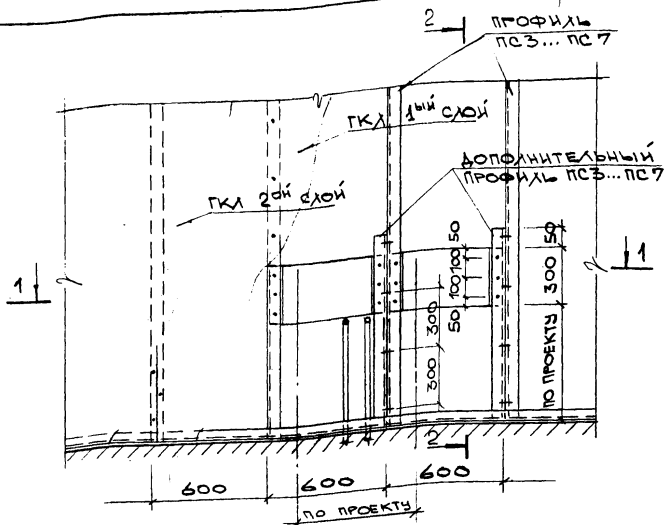 2
ПРОФИЛЬ
ПС3...ПС7
ГКЛ 1ый СЛОЙ
ДОПОЛНИТЕЛЬНЫЙ
ПРОФИЛЬ ПС3...ПС7
ГКЛ 2ой СЛОЙ
1
1
50 100 100 50
300
300
50
300
ПО ПРОЕКТУ
2
600
600
600
ПО ПРОЕКТУ